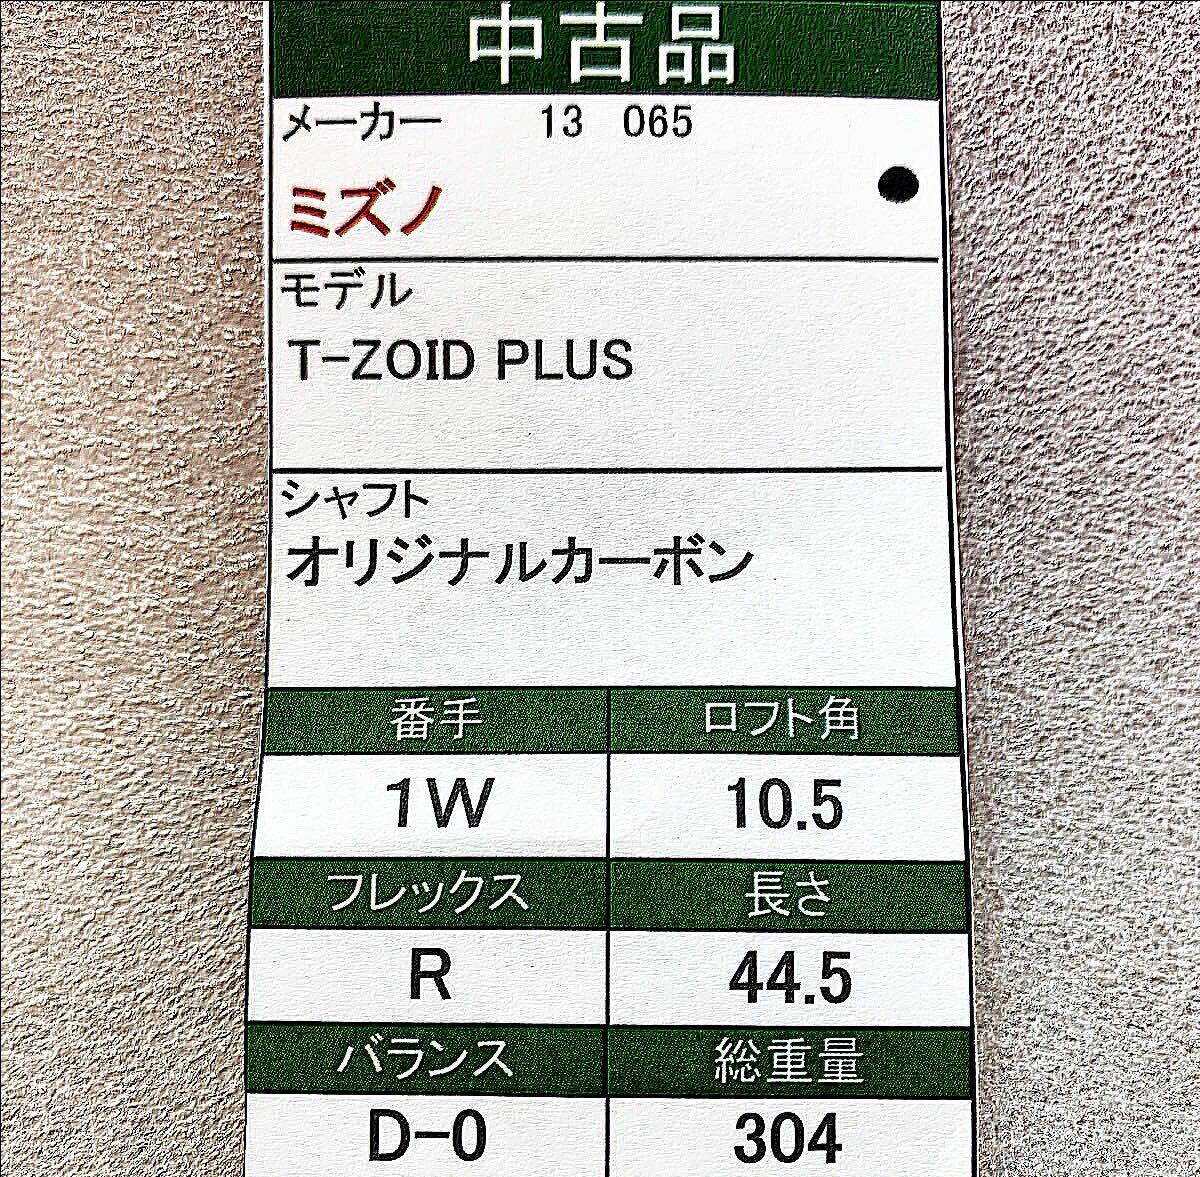 中古品
メーカー 13 065
ミズノ
モデル
T-ZOID PLUS
シャフト
オリジナルカーボン
番手 ロフト角
1W 10.5
フレックス 長さ
R 44.5
バランス 総重量
D-0 304